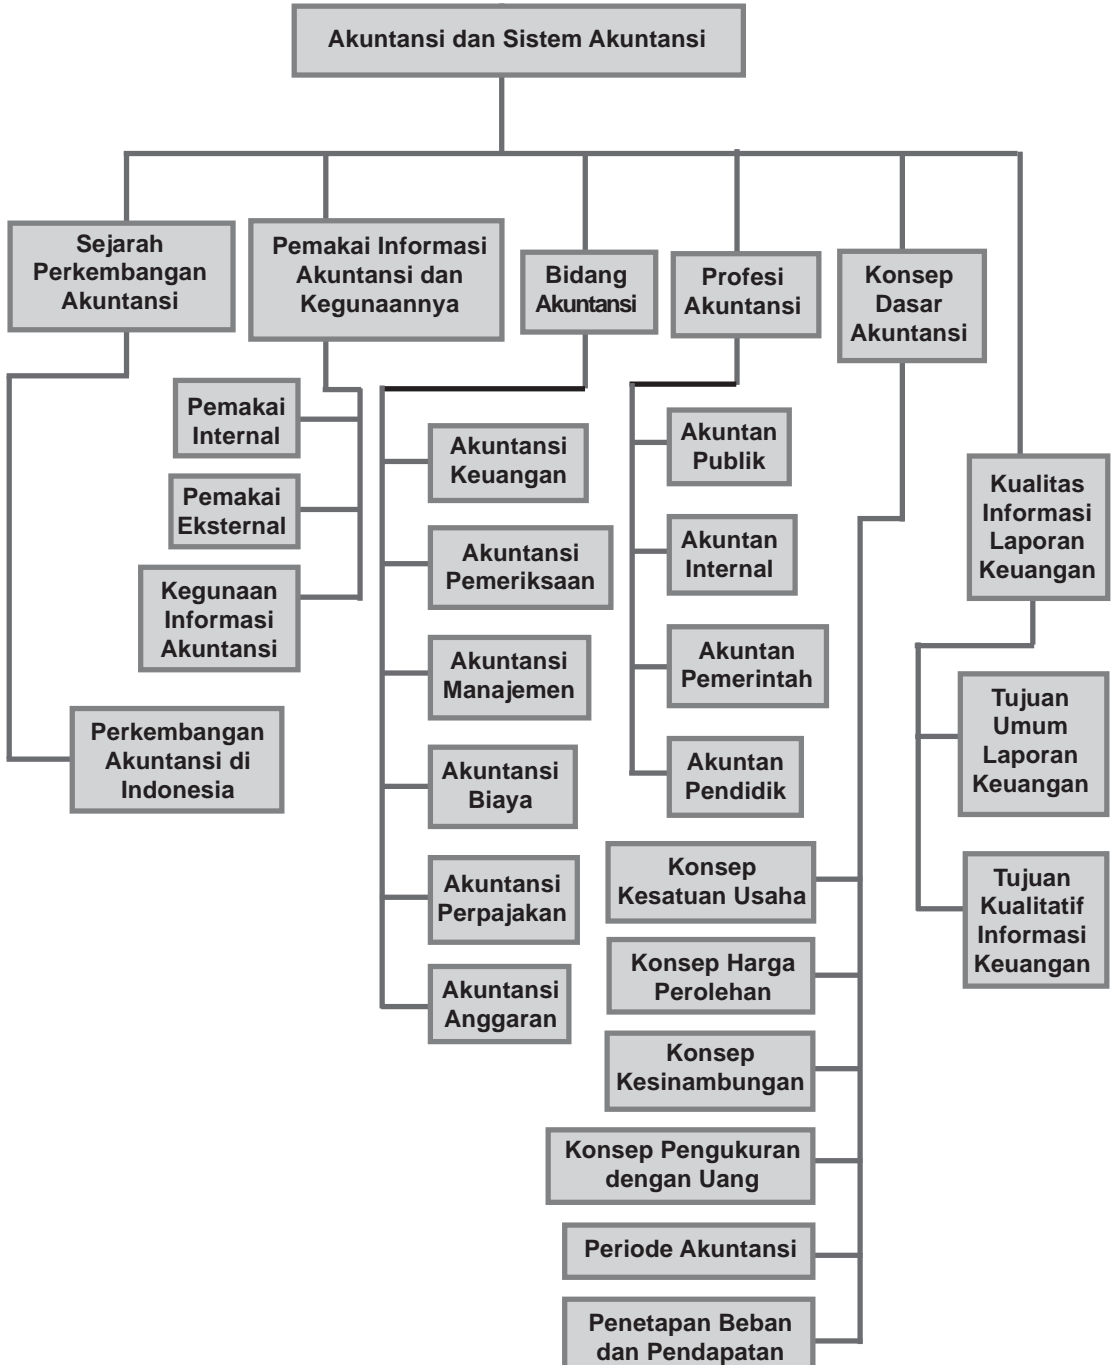 Akuntansi dan Sistem Akuntansi
Sejarah
Perkembangan
Akuntansi
Pemakai Informasi
Akuntansi dan
Kegunaannya
Bidang
Akuntansi
Profesi
Akuntansi
Konsep
Dasar
Akuntansi
Kualitas
Informasi
Laporan
Keuangan
Perkembangan
Akuntansi di
Indonesia
Pemakai
Internal
Pemakai
Eksternal
Kegunaan
Informasi
Akuntansi
Akuntansi
Keuangan
Akuntansi
Pemeriksaan
Akuntansi
Manajemen
Akuntansi
Biaya
Akuntansi
Perpajakan
Akuntansi
Anggaran
Akuntan
Publik
Akuntan
Internal
Akuntan
Pemerintah
Akuntan
Pendidik
Konsep
Kesatuan Usaha
Konsep Harga
Perolehan
Konsep
Kesinambungan
Konsep Pengukuran
dengan Uang
Periode Akuntansi
Penetapan Beban
dan Pendapatan
Tujuan
Umum
Laporan
Keuangan
Tujuan
Kualitatif
Informasi
Keuangan